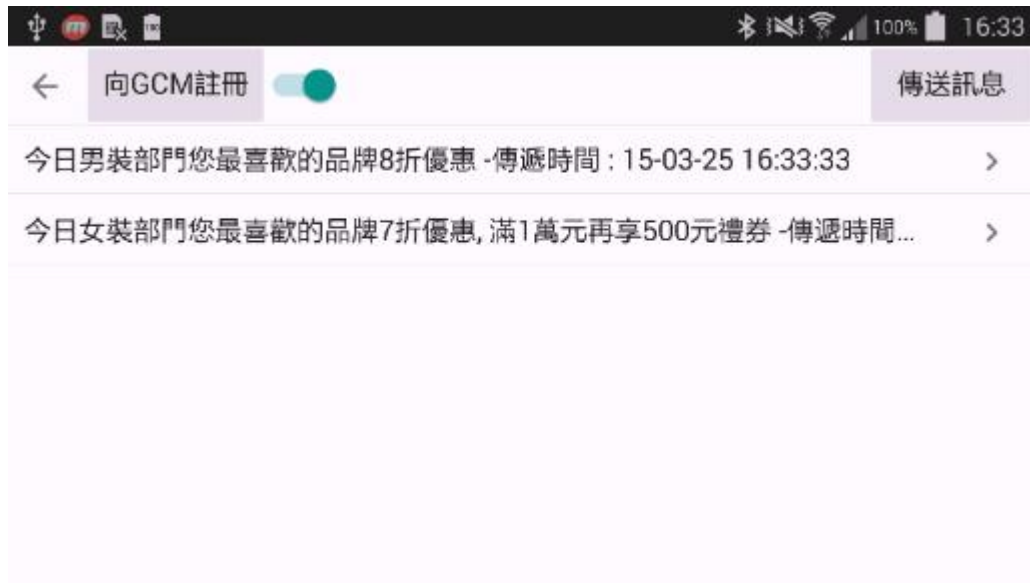 100% 16:33
向GCM註冊 傳送訊息
今日男裝部門您最喜歡的品牌8折優惠 -傳遞時間 : 15-03-25 16:33:33
今日女裝部門您最喜歡的品牌7折優惠, 滿1萬元再享500元禮券 -傳遞時間...